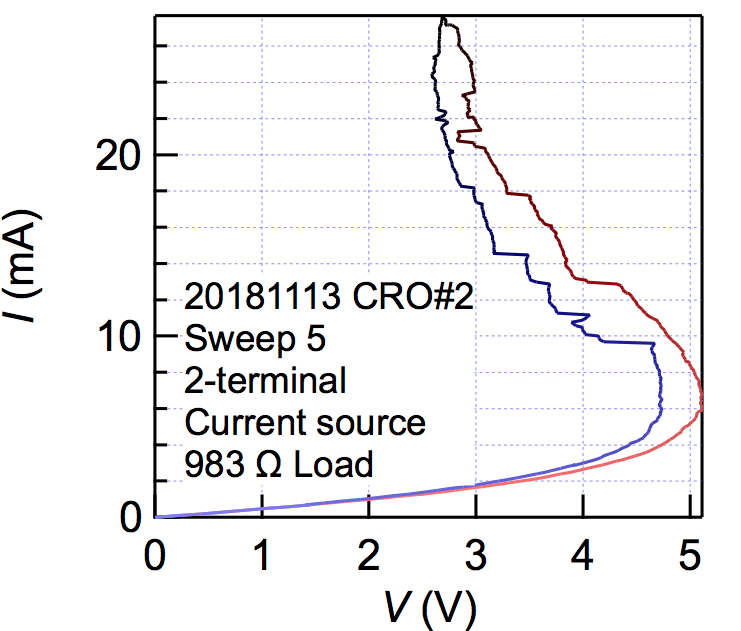 20
10
0
I (mA)
20181113 CRO#2
Sweep 5
2-terminal
Current source
983 Ω Load
0 1 2 3 4 5
V (V)